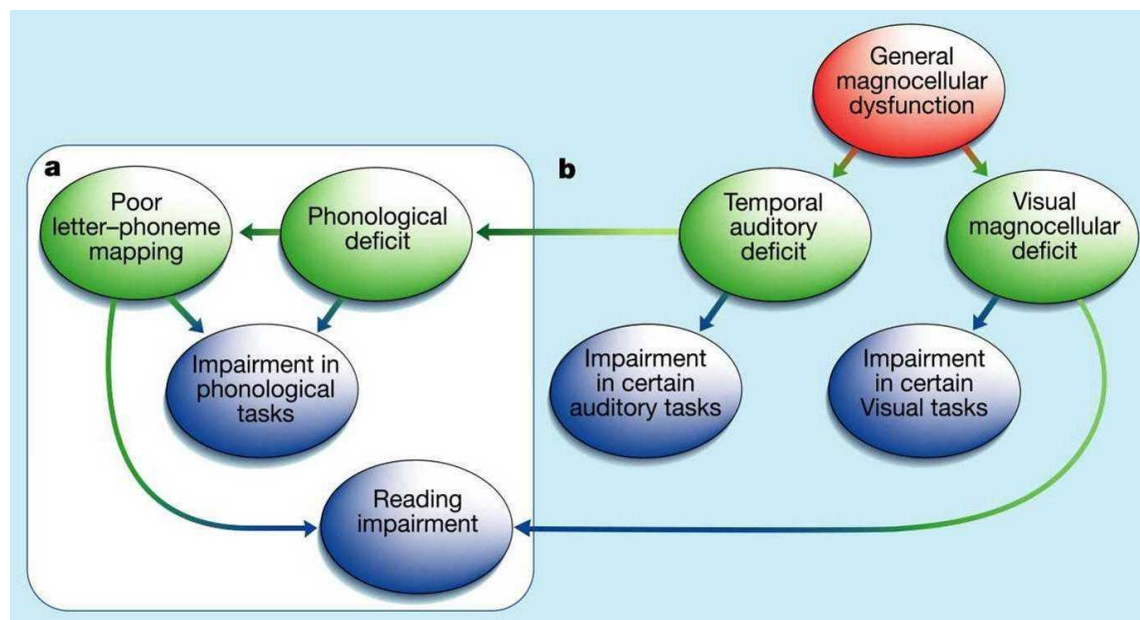 General
magnocellular
dysfunction
a
b
Poor
letter–phoneme
mapping
Phonological
deficit
Temporal
auditory
deficit
Visual
magnocellular
deficit
Impairment in
phonological
tasks
Impairment
in certain
auditory tasks
Impairment
in certain
Visual tasks
Reading
impairment